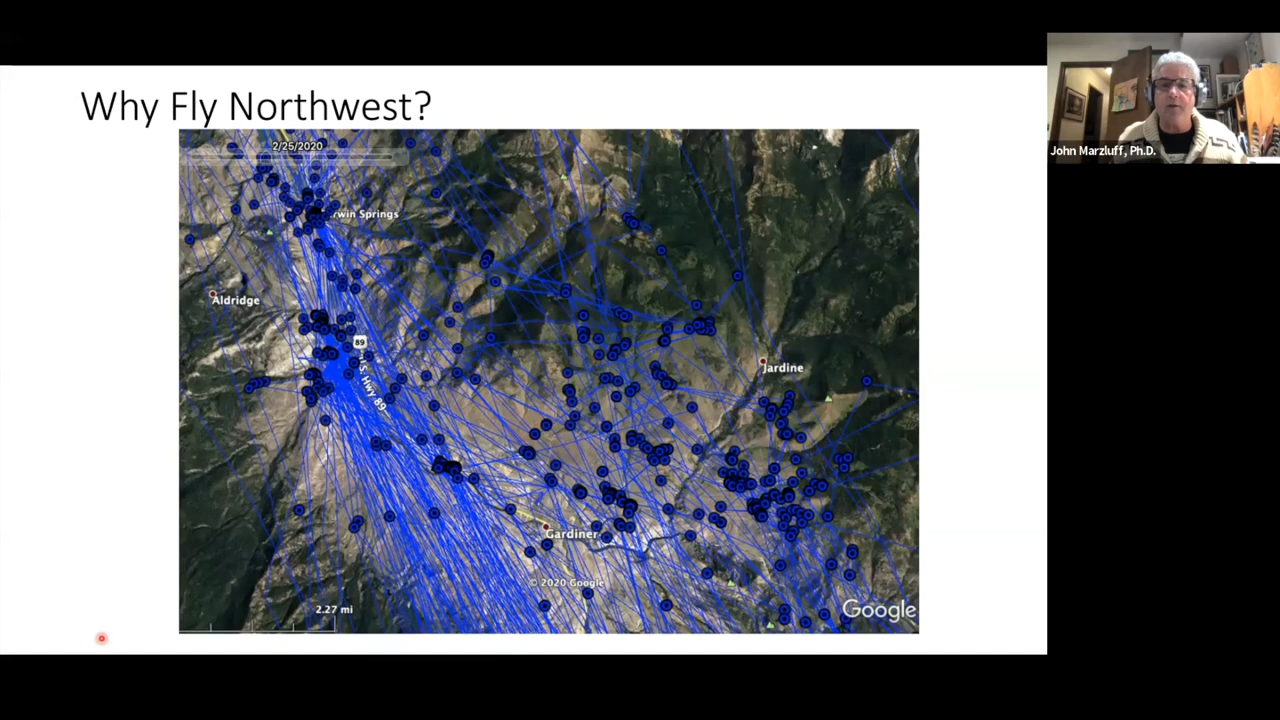 Why Fly Northwest?
2/25/2020
rwin Springs
Aldridge
89
U.S. Hwy 89
Jardine
Gardiner
© 2020 Google
2.27 mi
Google
John Marzluff, Ph.D.